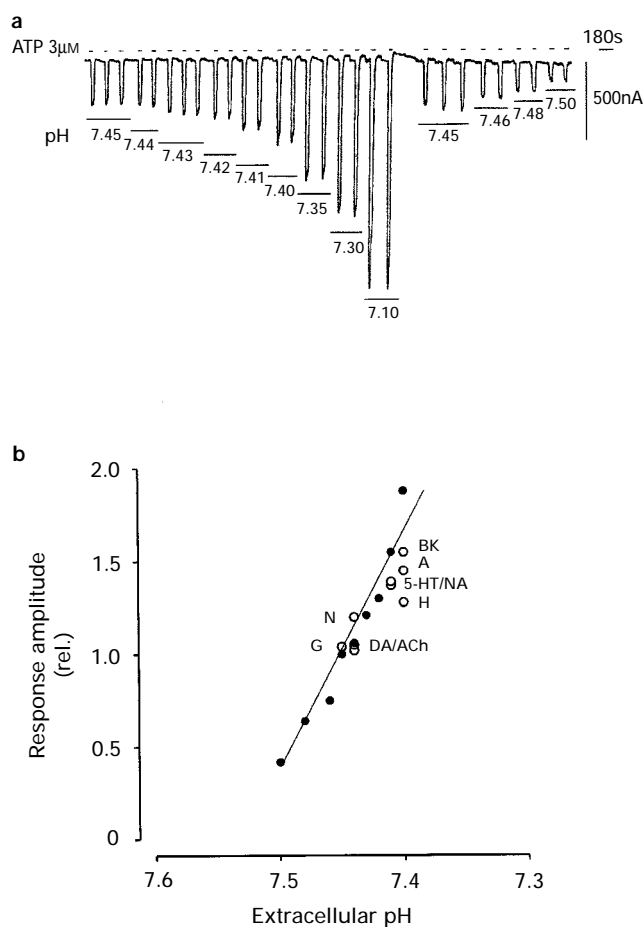 a
ATP 3µM
180s
500nA
pH
7.45
7.44
7.43
7.42
7.41
7.40
7.35
7.30
7.10
7.45
7.46
7.48
7.50
b
Response amplitude
(rel.)
2.0
1.5
1.0
0.5
0
BK
A
5-HT/NA
H
N
G
DA/ACh
7.6
7.5
7.4
7.3
Extracellular pH